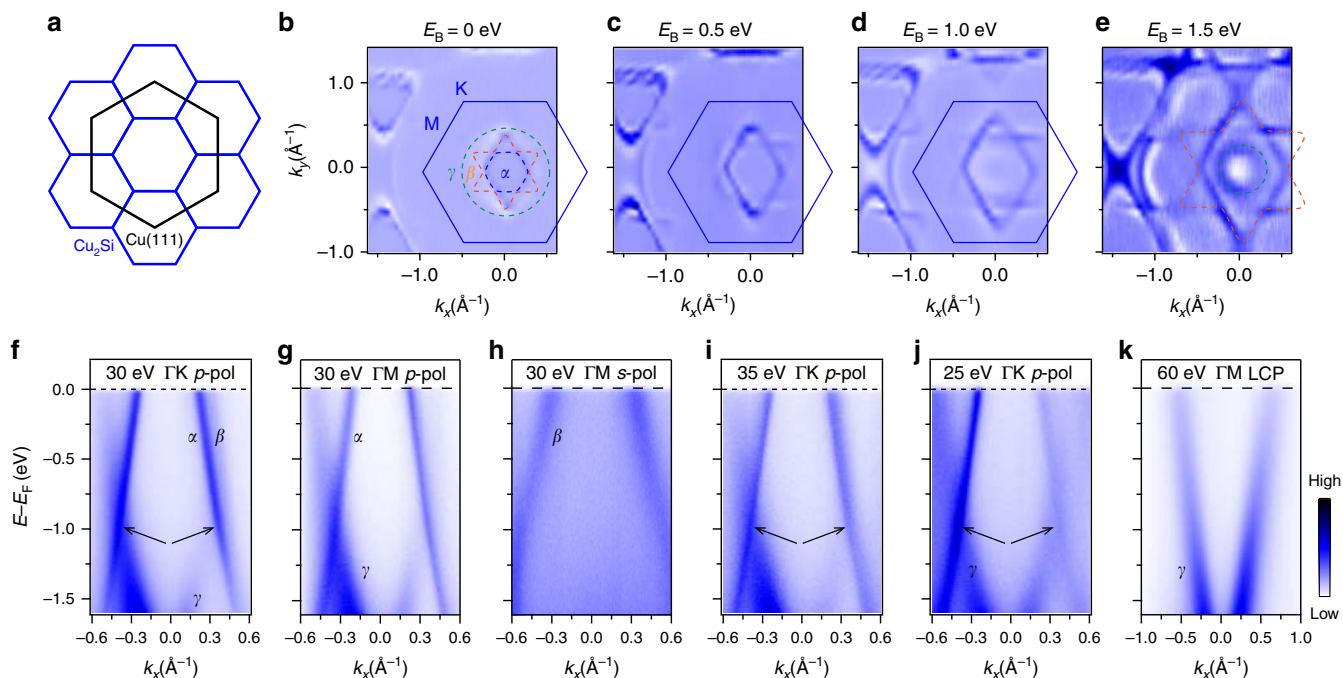 a
b
c
d
e
E_B = 0 eV
E_B = 0.5 eV
E_B = 1.0 eV
E_B = 1.5 eV
Cu₂Si
Cu(111)
k_y(Å⁻¹)
1.0
0.0
−1.0
K
M
γ
β
α
−1.0 0.0
−1.0 0.0
−1.0 0.0
−1.0 0.0
k_x(Å⁻¹)
k_x(Å⁻¹)
k_x(Å⁻¹)
k_x(Å⁻¹)
f
g
h
i
j
k
30 eV ΓK p-pol
30 eV ΓM p-pol
30 eV ΓM s-pol
35 eV ΓK p-pol
25 eV ΓK p-pol
60 eV ΓM LCP
E–E_F (eV)
0.0
−0.5
−1.0
−1.5
α β
γ
α
γ
β
γ
γ
High
Low
−0.6 −0.3 0.0 0.3 0.6
−0.6 −0.3 0.0 0.3 0.6
−0.6 −0.3 0.0 0.3 0.6
−0.6 −0.3 0.0 0.3 0.6
−0.6 −0.3 0.0 0.3 0.6
−1.0 −0.5 0.0 0.5 1.0
k_x(Å⁻¹)
k_x(Å⁻¹)
k_x(Å⁻¹)
k_x(Å⁻¹)
k_x(Å⁻¹)
k_x(Å⁻¹)